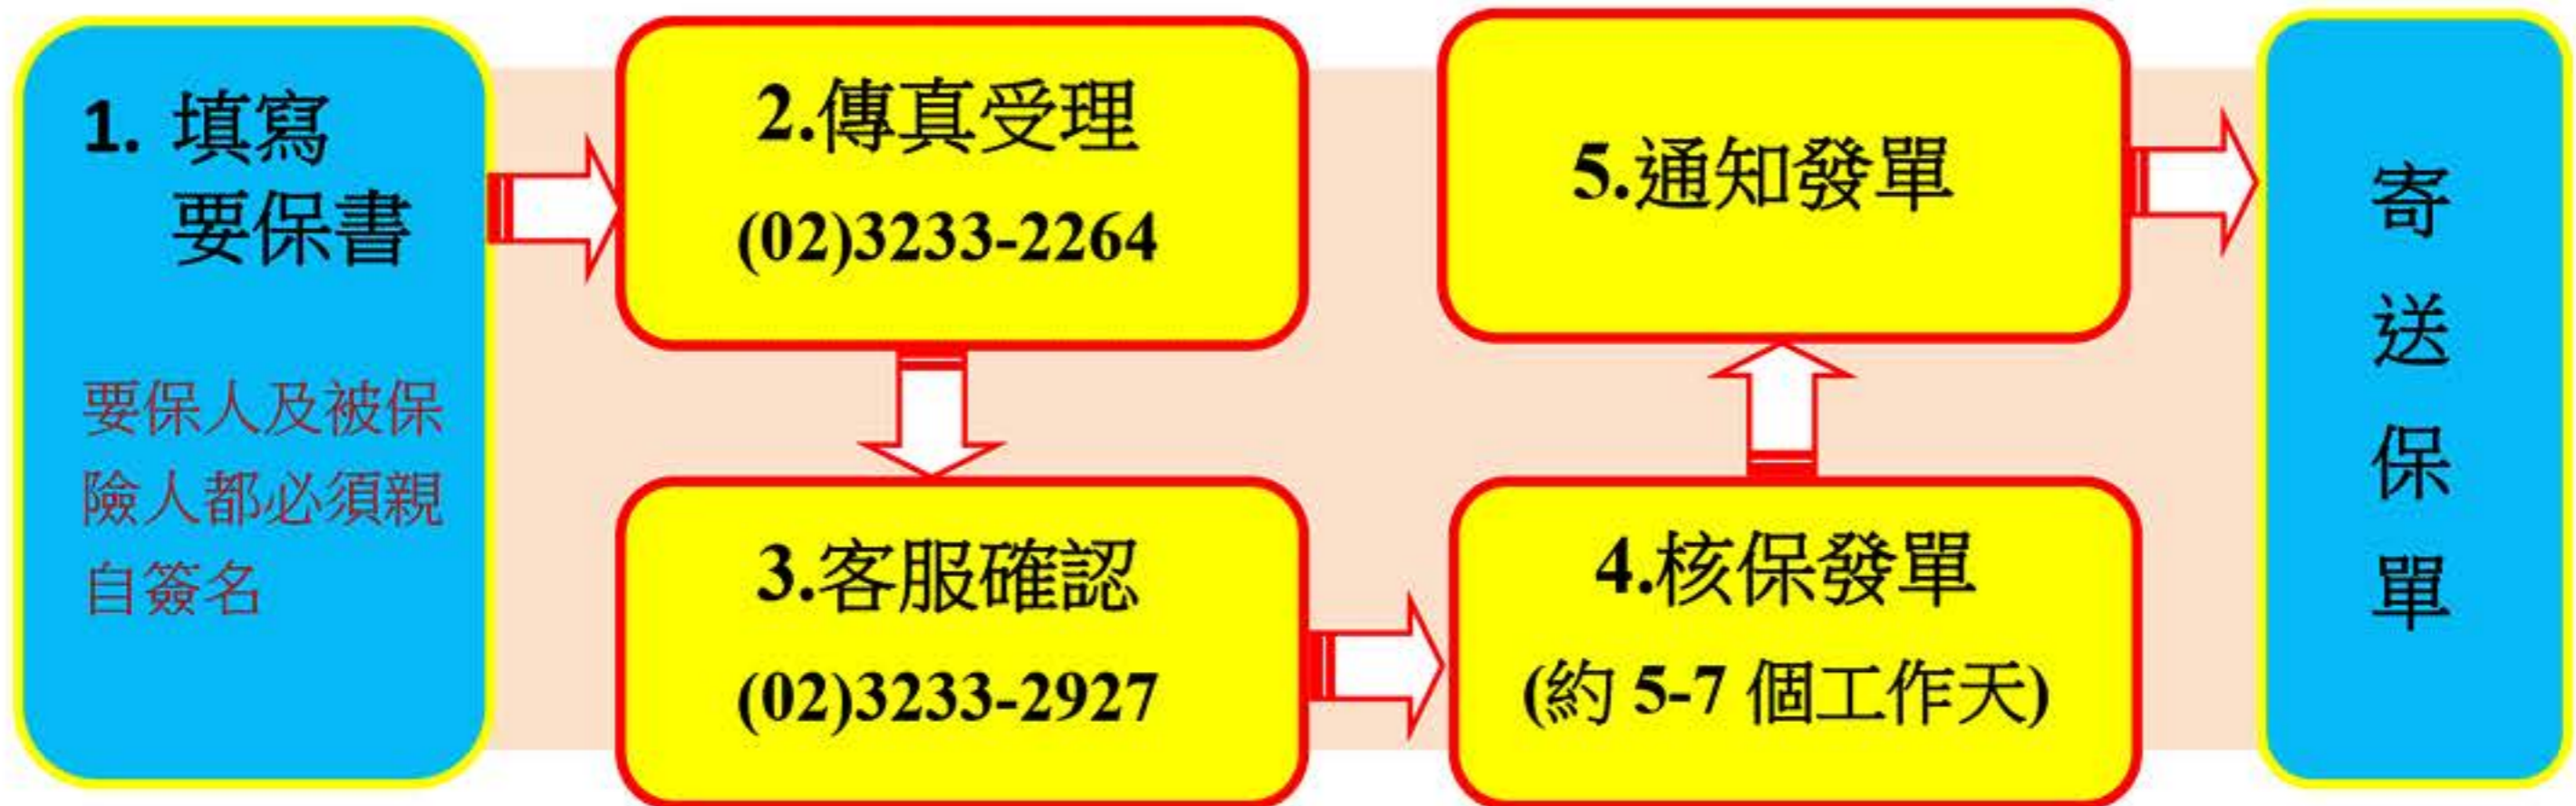 1. 填寫
要保書
要保人及被保
險人都必須親
自簽名
2.傳真受理
(02)3233-2264
3.客服確認
(02)3233-2927
4.核保發單
(約 5-7 個工作天)
5.通知發單
寄送保單